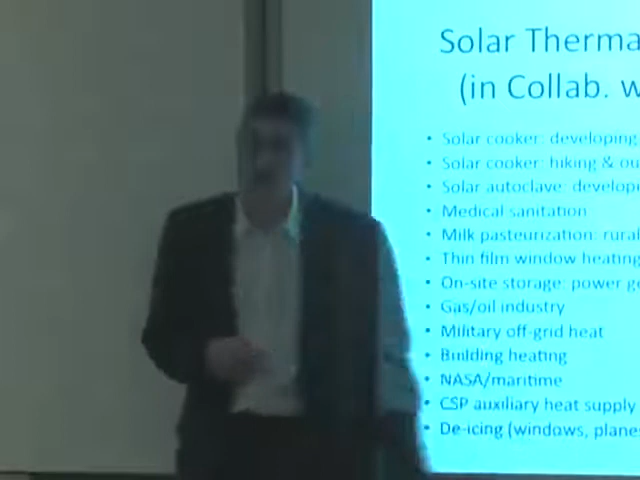 Solar Therma
(in Collab. w
• Solar cooker: developing
• Solar cooker: hiking & ou
• Solar autoclave: developi
• Medical sanitation
• Milk pasteurization: rural
• Thin film window heating
• On-site storage: power ge
• Gas/oil industry
• Military off-grid heat
• Building heating
• NASA/maritime
• CSP auxiliary heat supply
• De-icing (windows, planes